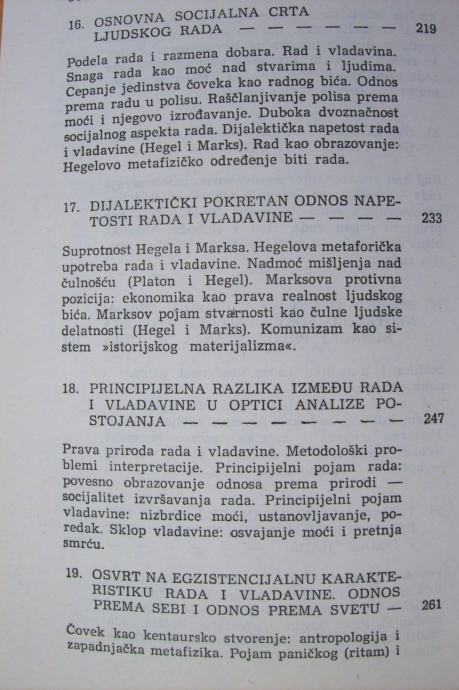 16. OSNOVNA SOCIJALNA CRTA
LJUDSKOG RADA — — — — — 219
Podela rada i razmena dobara. Rad i vladavina.
Snaga rada kao moć nad stvarima i ljudima.
Cepanje jedinstva čoveka kao radnog bića. Odnos
prema radu u polisu. Raščlanjivanje polisa prema
moći i njegovo izrođavanje. Duboka dvoznačnost
socijalnog aspekta rada. Dijalektička napetost rada
i vladavine (Hegel i Marks). Rad kao obrazovanje:
Hegelovo metafizičko određenje biti rada.
17. DIJALEKTIČKI POKRETAN ODNOS NAPE-
TOSTI RADA I VLADAVINE — — — — 233
Suprotnost Hegela i Marksa. Hegelova metaforička
upotreba rada i vladavine. Nadmoć mišljenja nad
čulnošću (Platon i Hegel). Marksova protivna
pozicija: ekonomika kao prava realnost ljudskog
bića. Marksov pojam stvarnosti kao čulne ljudske
delatnosti (Hegel i Marks). Komunizam kao si-
stem »istorijskog materijalizma«.
18. PRINCIPIJELNA RAZLIKA IZMEĐU RADA
I VLADAVINE U OPTICI ANALIZE PO-
STOJANJA — — — — — — — — 247
Prava priroda rada i vladavine. Metodološki pro-
blemi interpretacije. Principijelni pojam rada:
povesno obrazovanje odnosa prema prirodi —
socijalitet izvršavanja rada. Principijelni pojam
vladavine: nizbrdice moći, ustanovljavanje, po-
redak. Sklop vladavine: osvajanje moći i pretnja
smrću.
19. OSVRT NA EGZISTENCIJALNU KARAKTE-
RISTIKU RADA I VLADAVINE. ODNOS
PREMA SEBI I ODNOS PREMA SVETU — 261
Čovek kao kentaursko stvorenje: antropologija i
zapadnjačka metafizika. Pojam paničkog (ritam) i